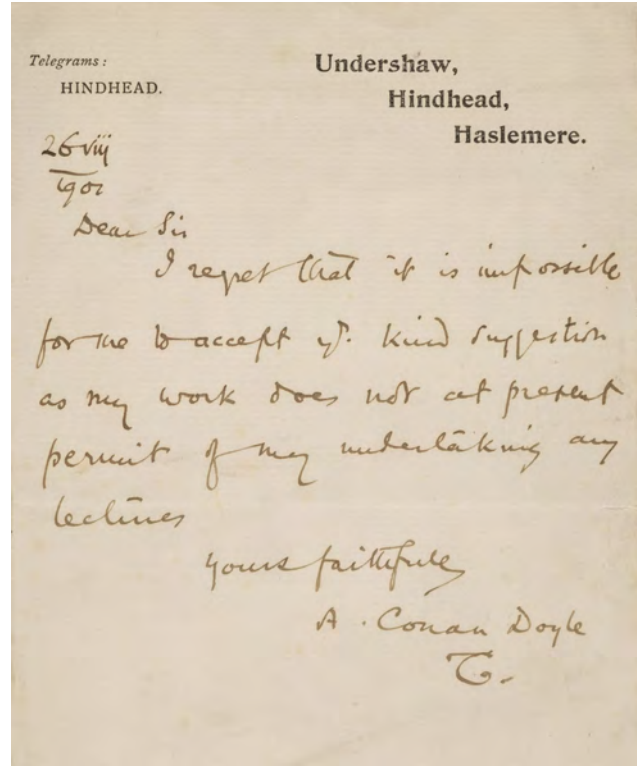 Telegrams:
HINDHEAD.
Undershaw,
Hindhead,
Haslemere.
26 viii
Dear Sir
I regret that it is impossible
for me to accept yr. kind suggestion
as my work does not at present
permit of my undertaking any
lectures
yours faithfully
A. Conan Doyle